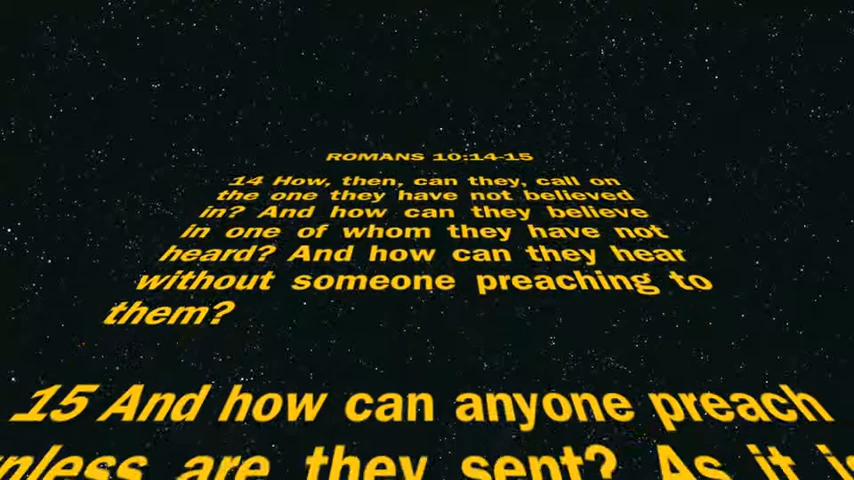 ROMANS 10:14-15
14 How, then, can they, call on
the one they have not believed
in? And how can they believe
in one of whom they have not
heard? And how can they hear
without someone preaching to
them?
15 And how can anyone preach
unless are they sent? As it is